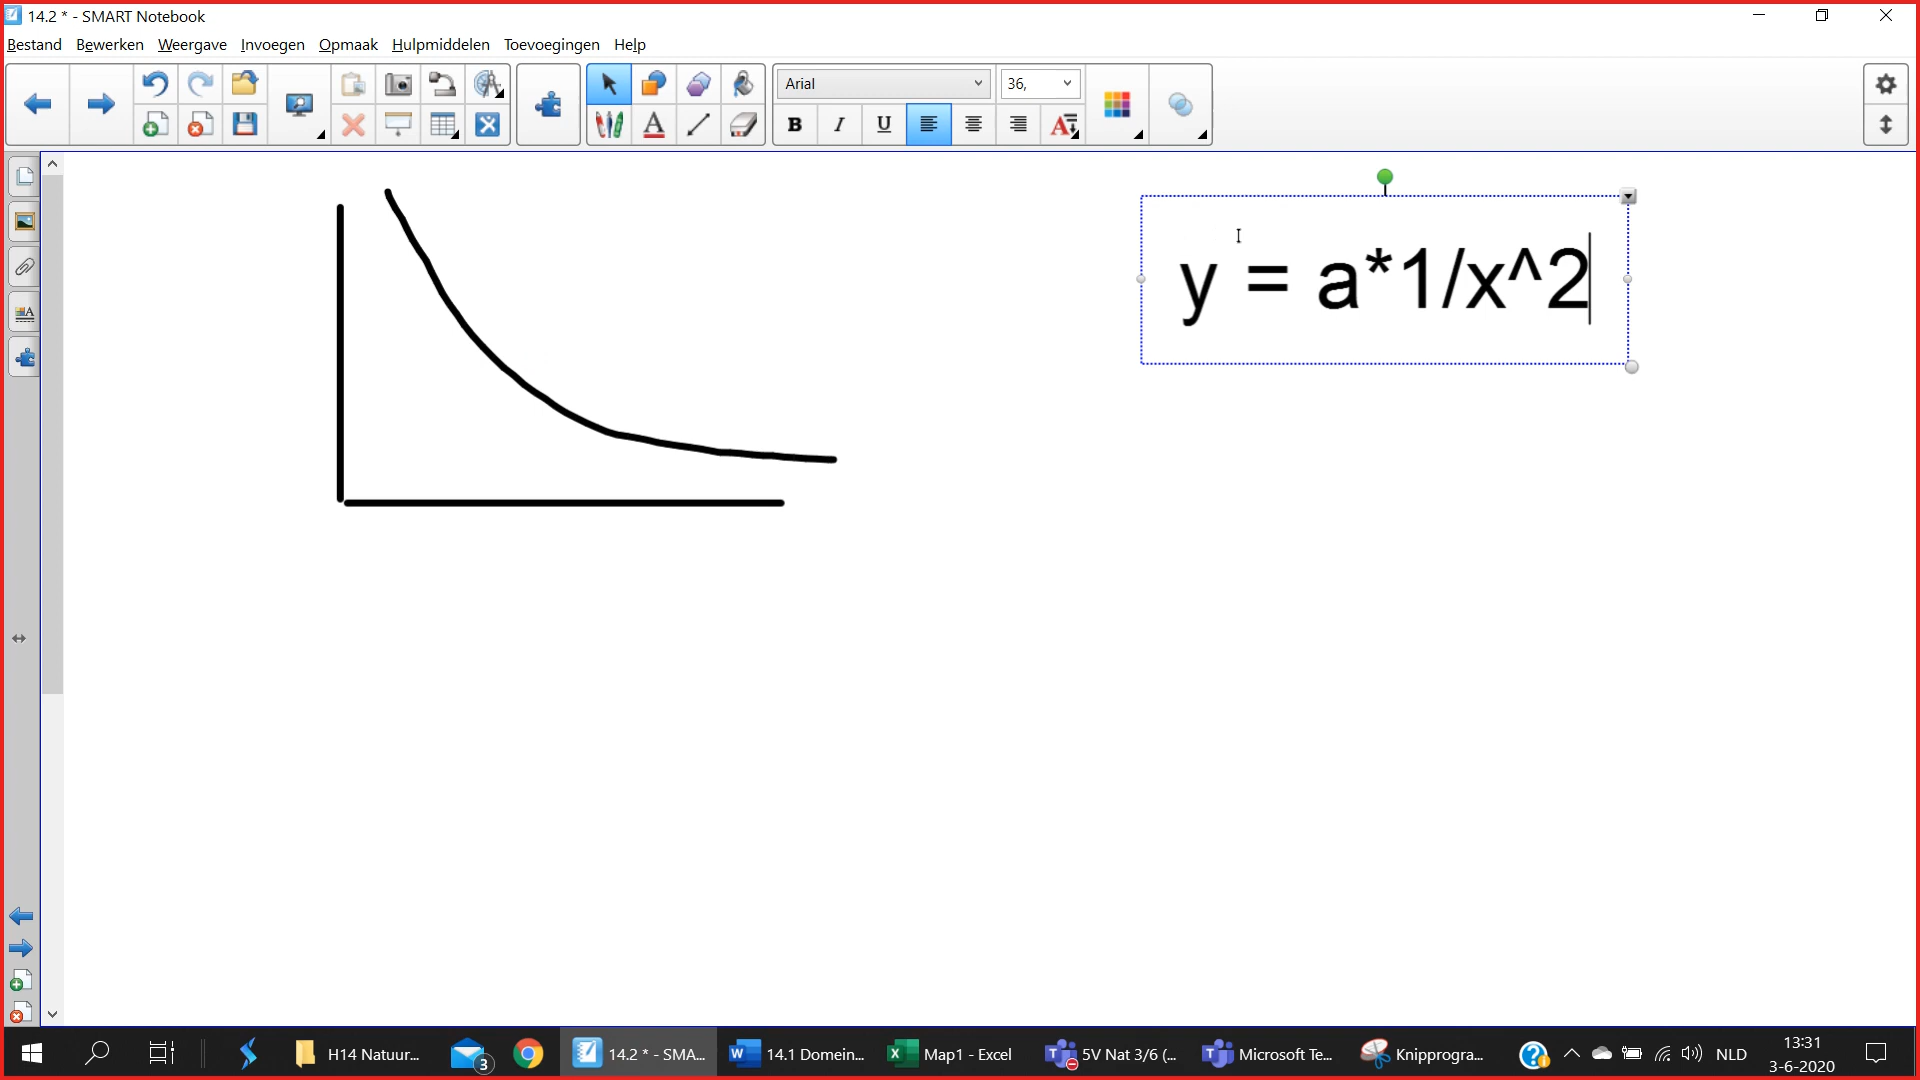 14.2 * - SMART Notebook
Bestand Bewerken Weergave Invoegen Opmaak Hulpmiddelen Toevoegingen Help
Arial 36,
B I U
y = a*1/x^2
H14 Natuur... 3 14.2 * - SMA... 14.1 Domein... Map1 - Excel 5V Nat 3/6 (... Microsoft Te... Knipprogra... NLD 13:31
3-6-2020